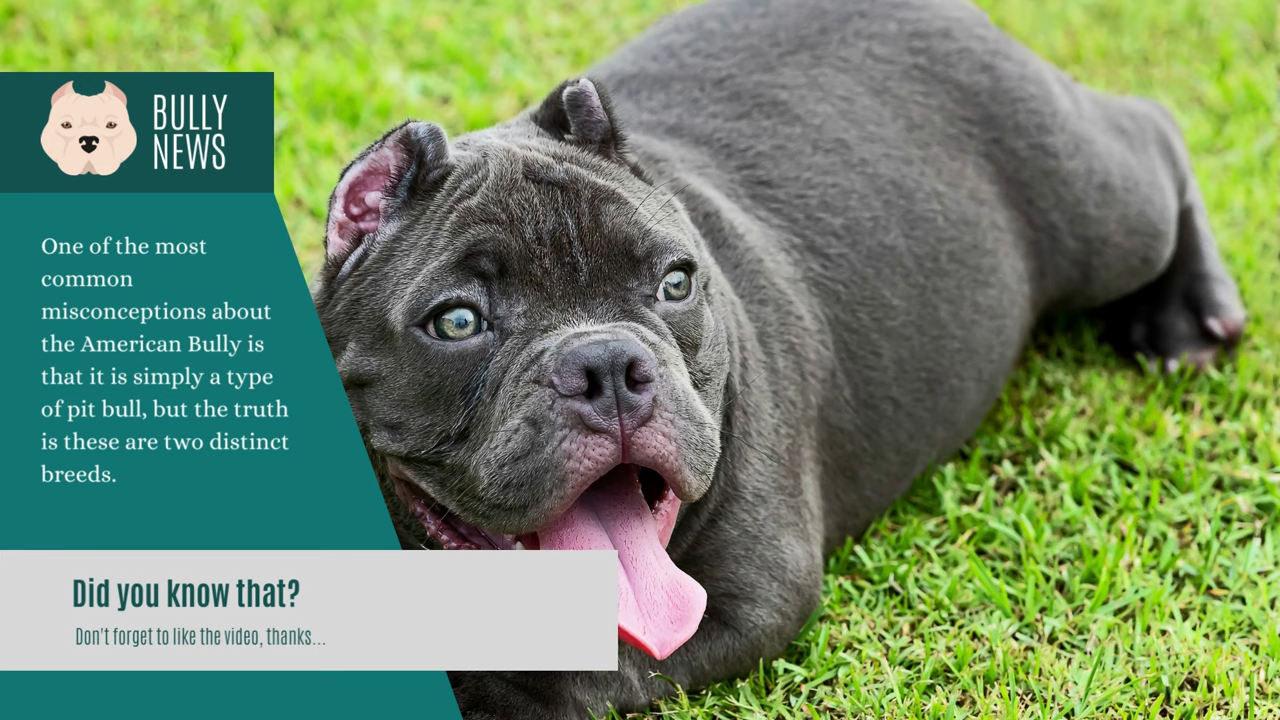 BULLY
NEWS
One of the most
common
misconceptions about
the American Bully is
that it is simply a type
of pit bull, but the truth
is these are two distinct
breeds.
Did you know that?
Don't forget to like the video, thanks...